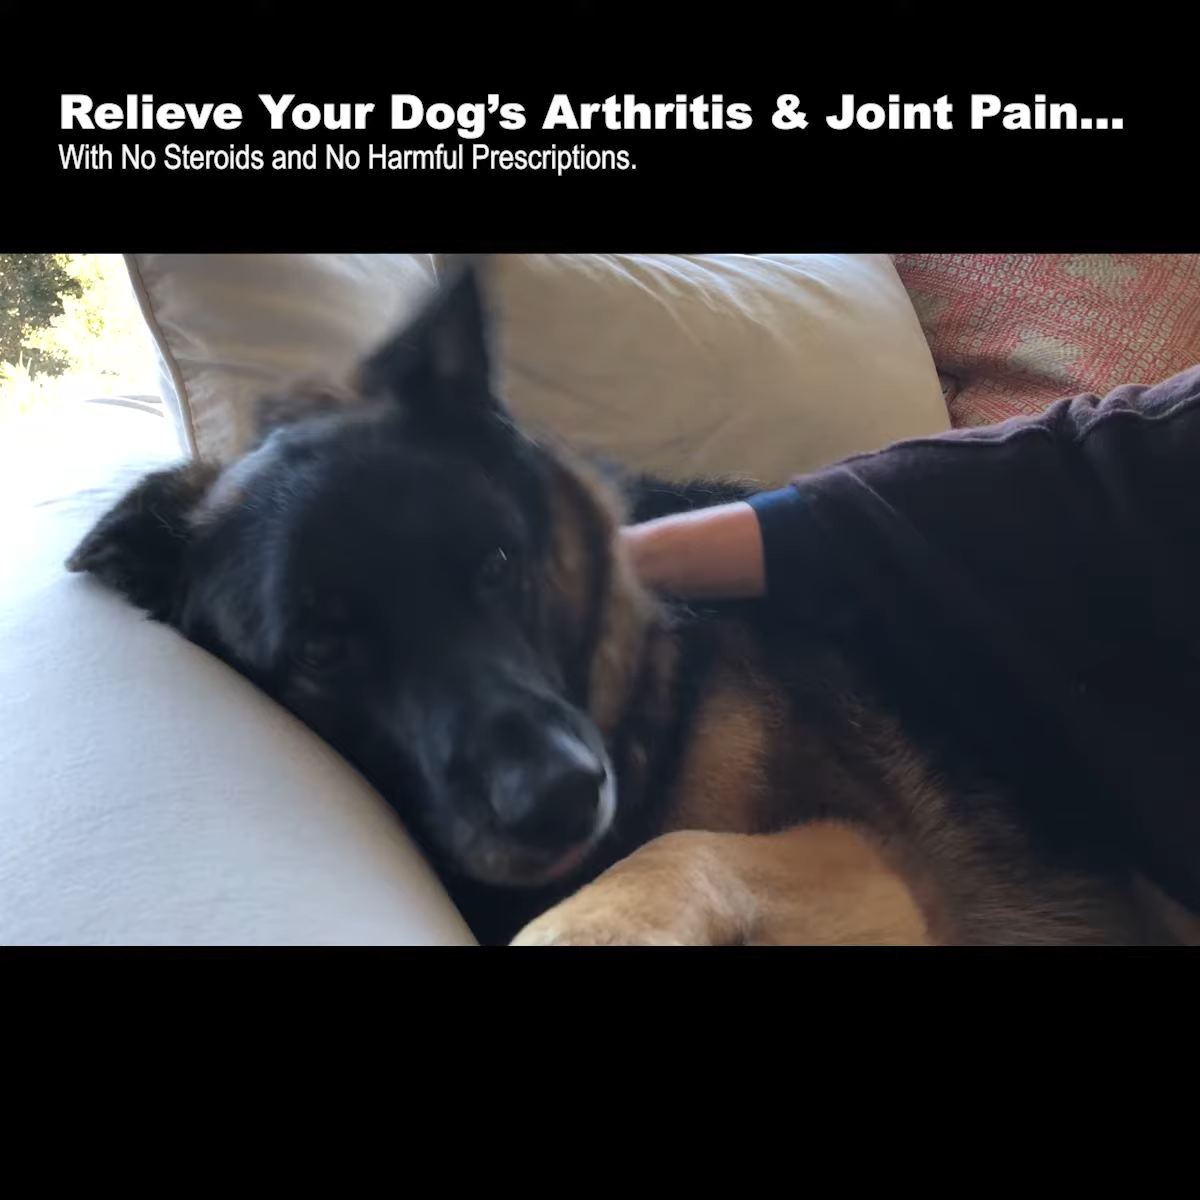 Relieve Your Dog’s Arthritis & Joint Pain...
With No Steroids and No Harmful Prescriptions.